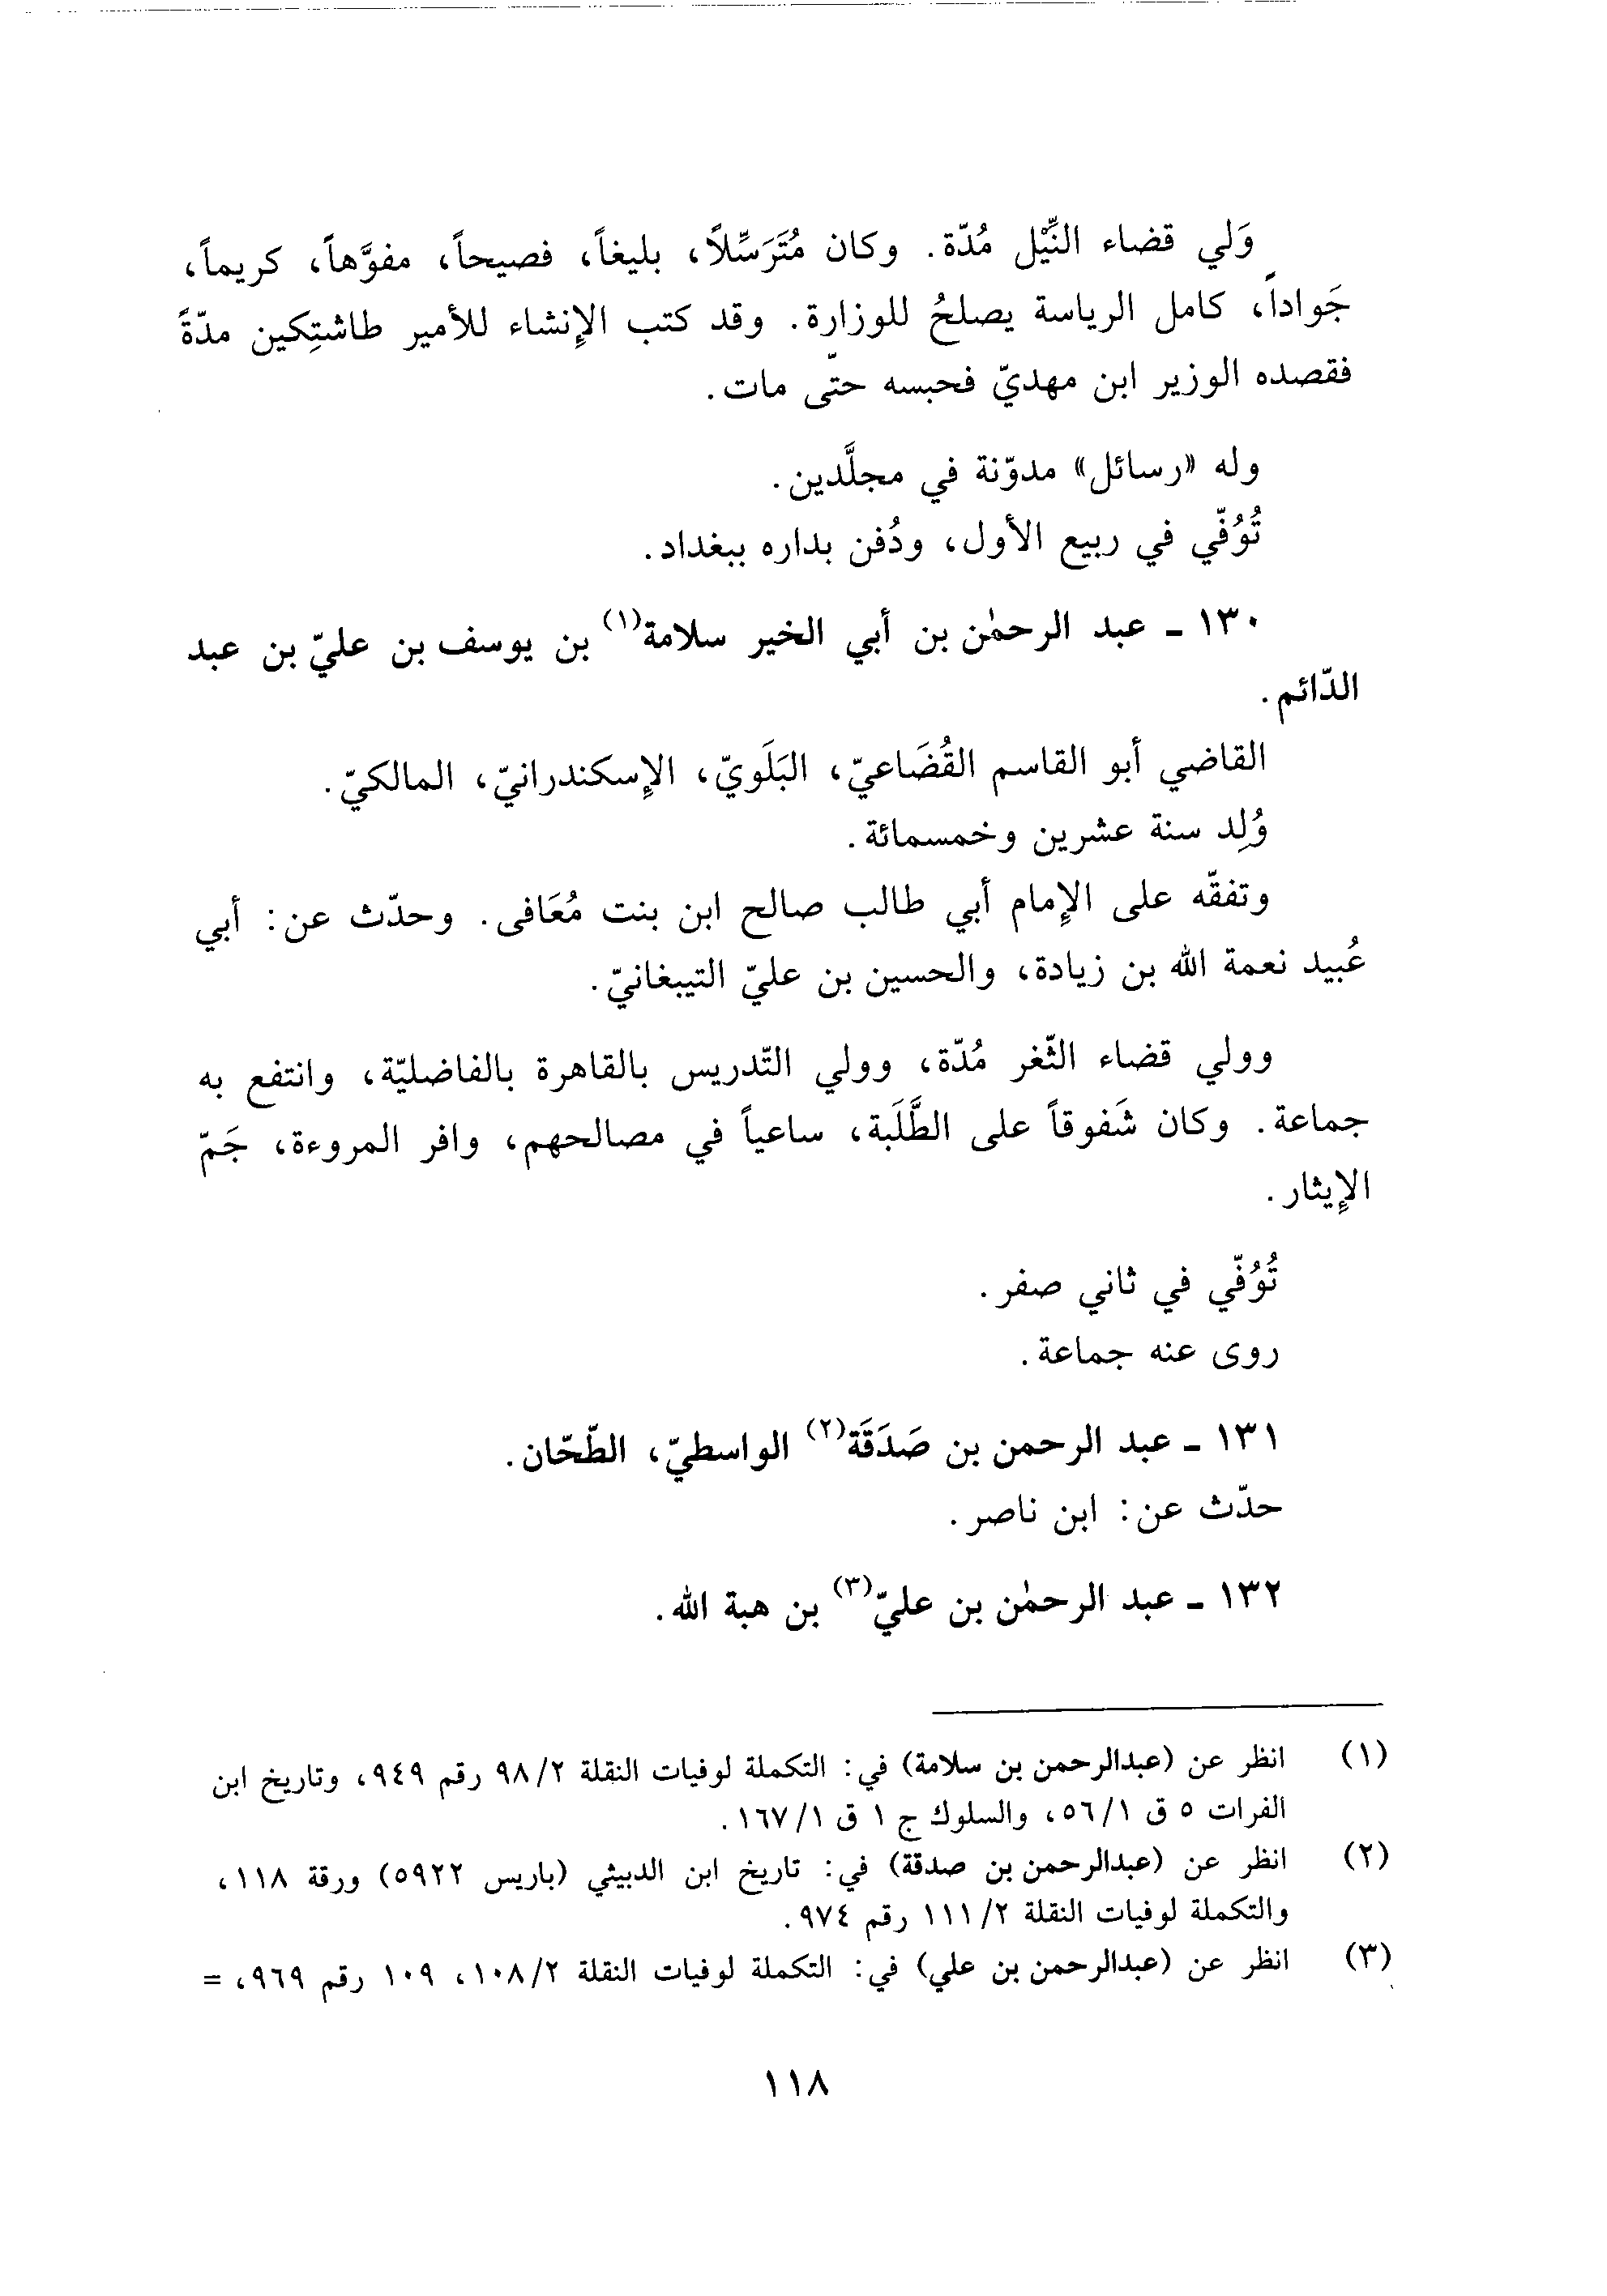 وَلي قضاء النِّيْل مُدّة. وكان مُتَرَسِّلاً، بليغاً، فصيحاً، مفوَّهاً، كريماً،
جَواداً، كامل الرياسة يصلحُ للوزارة. وقد كتب الإنشاء للأمير طاشتِكين مدّةً
فقصده الوزير ابن مهديّ فحبسه حتّى مات.
وله «رسائل» مدوّنة في مجلَّدين.
تُوُفّي في ربيع الأول، ودُفن بداره ببغداد.
١٣٠ ـ عبد الرحمٰن بن أبي الخير سلامة(١) بن يوسف بن عليّ بن عبد
الدّائم.
القاضي أبو القاسم القُضَاعيّ، البَلَويّ، الإسكندرانيّ، المالكيّ.
وُلِد سنة عشرين وخمسمائة.
وتفقّه على الإمام أبي طالب صالح ابن بنت مُعَافى. وحدّث عن: أبي
عُبيد نعمة الله بن زيادة، والحسين بن عليّ التيبغانيّ.
وولي قضاء الثّغر مُدّة، وولي التّدريس بالقاهرة بالفاضليّة، وانتفع به
جماعة. وكان شَفوقاً على الطَّلَبة، ساعياً في مصالحهم، وافر المروءة، جَمّ
الإيثار.
تُوُفّي في ثاني صفر.
روى عنه جماعة.
١٣١ ـ عبد الرحمن بن صَدَقَة(٢) الواسطيّ، الطّحّان.
حدّث عن: ابن ناصر.
١٣٢ ـ عبد الرحمٰن بن عليّ(٣) بن هبة الله.
(١) انظر عن (عبدالرحمن بن سلامة) في: التكملة لوفيات النقلة ٩٨/٢ رقم ٩٤٩، وتاريخ ابن
الفرات ٥ ق ٥٦/١، والسلوك ج ١ ق ١٦٧/١.
(٢) انظر عن (عبدالرحمن بن صدقة) في: تاريخ ابن الدبيثي (باريس ٥٩٢٢) ورقة ١١٨،
والتكملة لوفيات النقلة ١١١/٢ رقم ٩٧٤.
(٣) انظر عن (عبدالرحمن بن علي) في: التكملة لوفيات النقلة ١٠٨/٢، ١٠٩ رقم ٩٦٩، =
١١٨